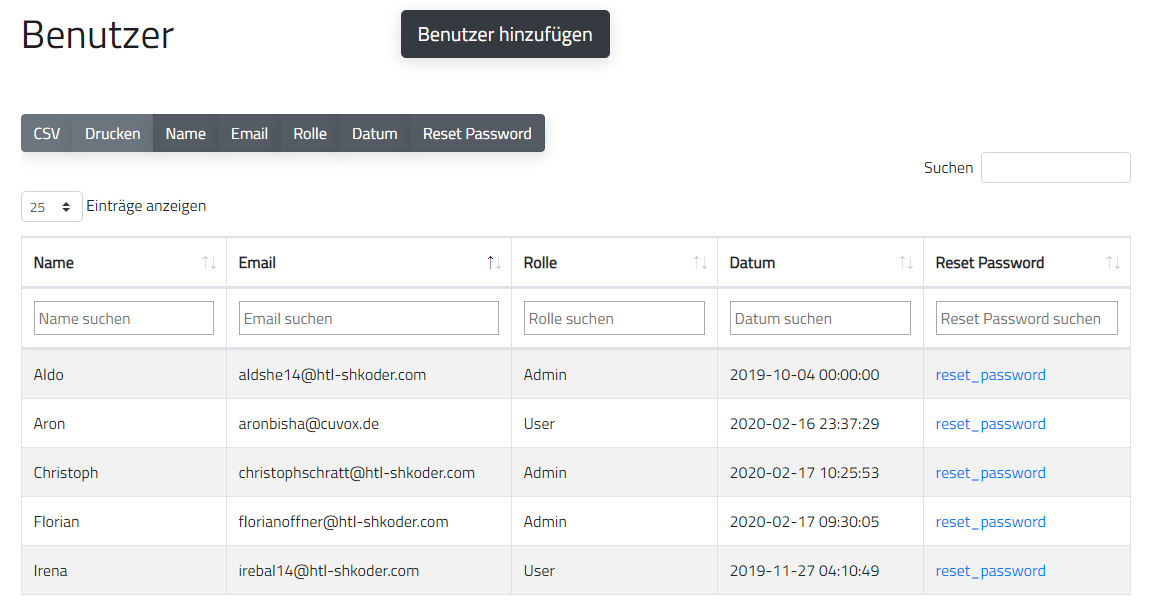 Benutzer
Benutzer hinzufügen
CSV Drucken Name Email Rolle Datum Reset Password
Suchen
25 Einträge anzeigen
Name Email Rolle Datum Reset Password
Name suchen Email suchen Rolle suchen Datum suchen Reset Password suchen
Aldo aldshe14@htl-shkoder.com Admin 2019-10-04 00:00:00 reset_password
Aron aronbisha@cuvox.de User 2020-02-16 23:37:29 reset_password
Christoph christophschratt@htl-shkoder.com Admin 2020-02-17 10:25:53 reset_password
Florian florianoffner@htl-shkoder.com Admin 2020-02-17 09:30:05 reset_password
Irena irebal14@htl-shkoder.com User 2019-11-27 04:10:49 reset_password